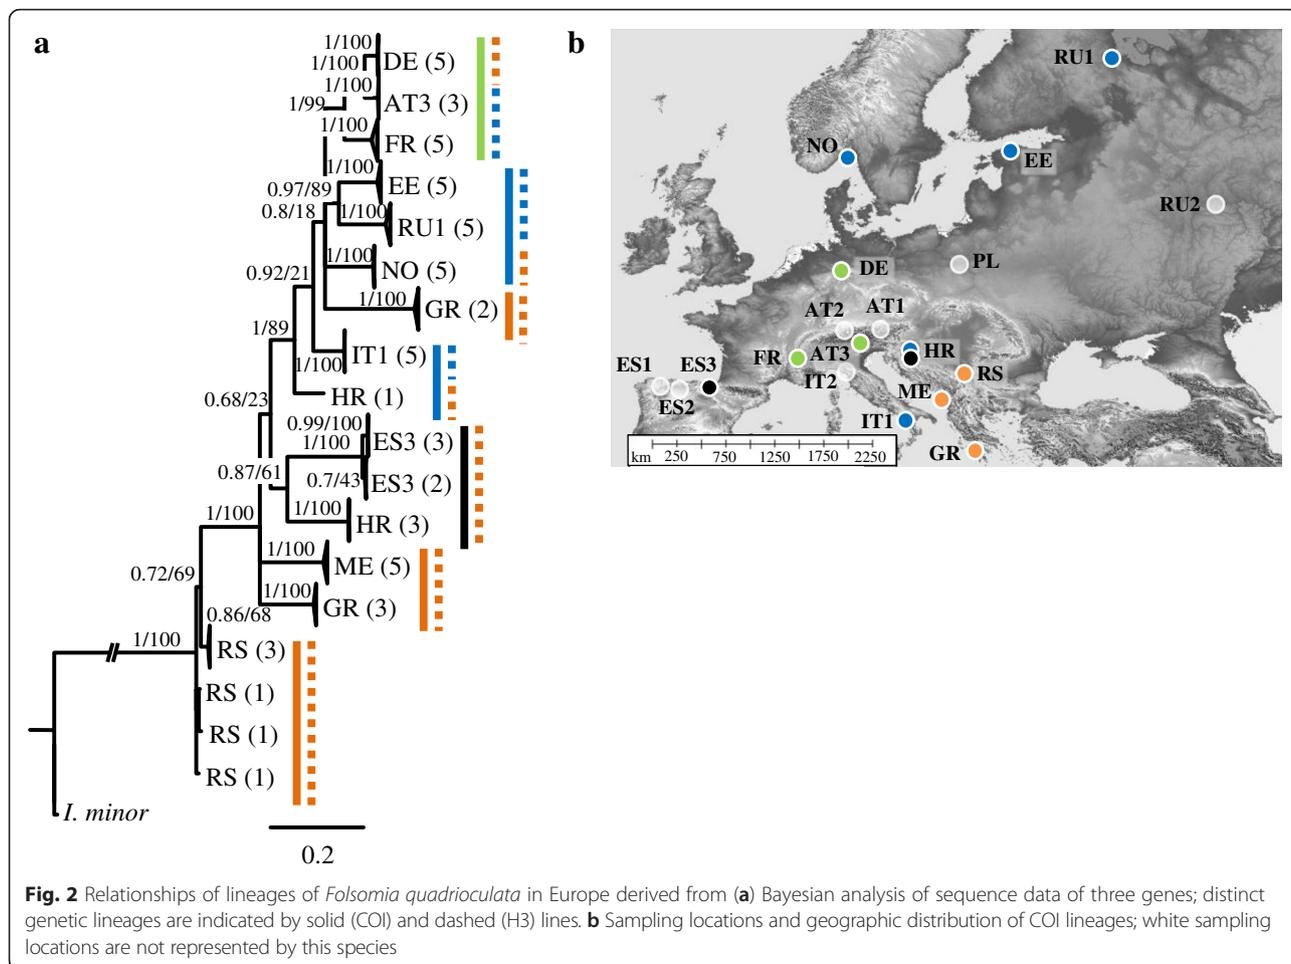 a
1/100
1/100
DE (5)
1/100
1/99
AT3 (3)
1/100
FR (5)
1/100
0.97/89
EE (5)
0.8/18
1/100
RU1 (5)
1/100
NO (5)
0.92/21
1/100
GR (2)
1/89
1/100
IT1 (5)
HR (1)
0.68/23
0.99/100
1/100
ES3 (3)
0.87/61
0.7/43
ES3 (2)
1/100
HR (3)
1/100
1/100
ME (5)
0.72/69
1/100
GR (3)
0.86/68
1/100
RS (3)
RS (1)
RS (1)
RS (1)
I. minor
0.2
b
RU1
NO
EE
RU2
DE
PL
AT2
AT1
FR
AT3
HR
ES1
ES3
IT2
RS
ES2
ME
IT1
GR
km 250 750 1250 1750 2250
Fig. 2 Relationships of lineages of Folsomia quadrioculata in Europe derived from (a) Bayesian analysis of sequence data of three genes; distinct
genetic lineages are indicated by solid (COI) and dashed (H3) lines. b Sampling locations and geographic distribution of COI lineages; white sampling
locations are not represented by this species